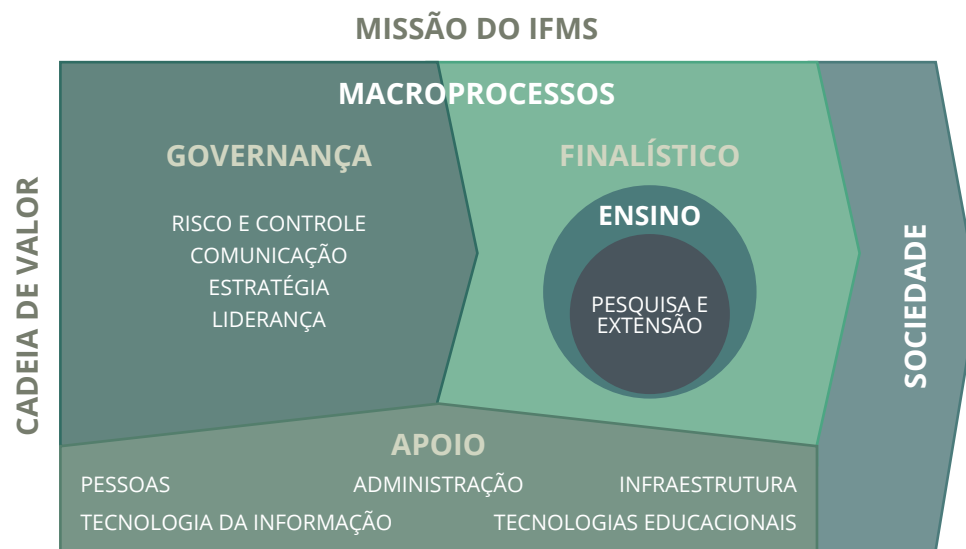 MISSÃO DO IFMS
CADEIA DE VALOR
MACROPROCESSOS
GOVERNANÇA
RISCO E CONTROLE
COMUNICAÇÃO
ESTRATÉGIA
LIDERANÇA
FINALÍSTICO
ENSINO
PESQUISA E
EXTENSÃO
SOCIEDADE
APOIO
PESSOAS ADMINISTRAÇÃO INFRAESTRUTURA
TECNOLOGIA DA INFORMAÇÃO TECNOLOGIAS EDUCACIONAIS